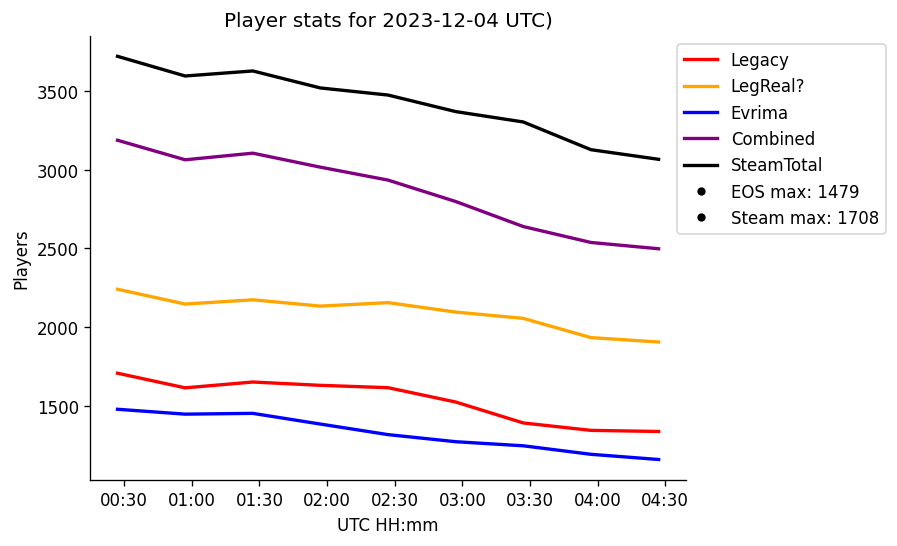 Player stats for 2023-12-04 UTC)
Players
3500
3000
2500
2000
1500
00:30 01:00 01:30 02:00 02:30 03:00 03:30 04:00 04:30
UTC HH:mm
Legacy
LegReal?
Evrima
Combined
SteamTotal
EOS max: 1479
Steam max: 1708